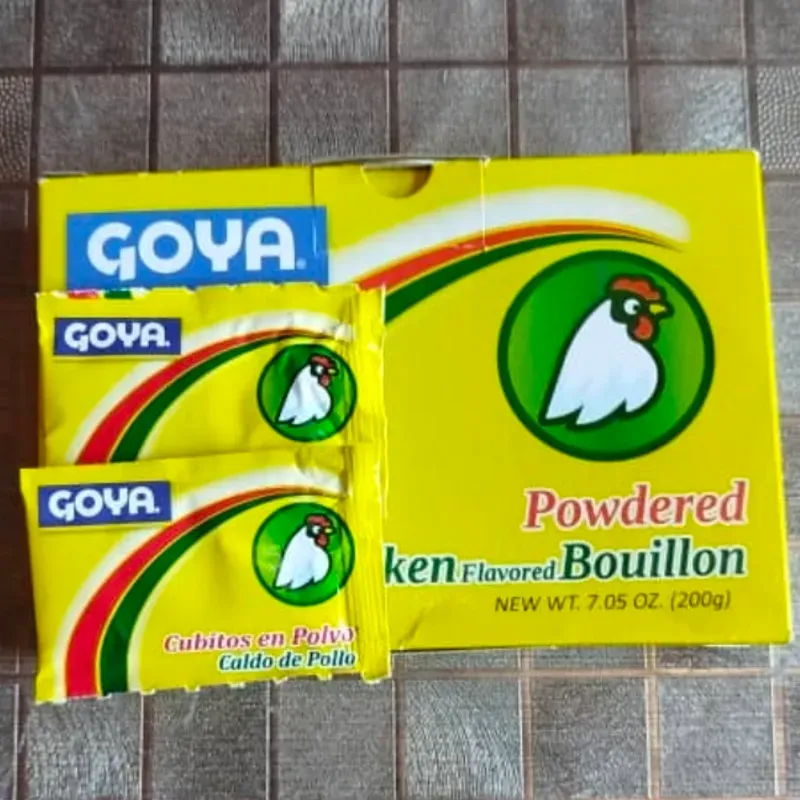 GOYA®
Powdered
ken Flavored Bouillon
NEW WT. 7.05 OZ. (200g)
GOYA®
GOYA®
Cubitos en Polvo
Caldo de Pollo